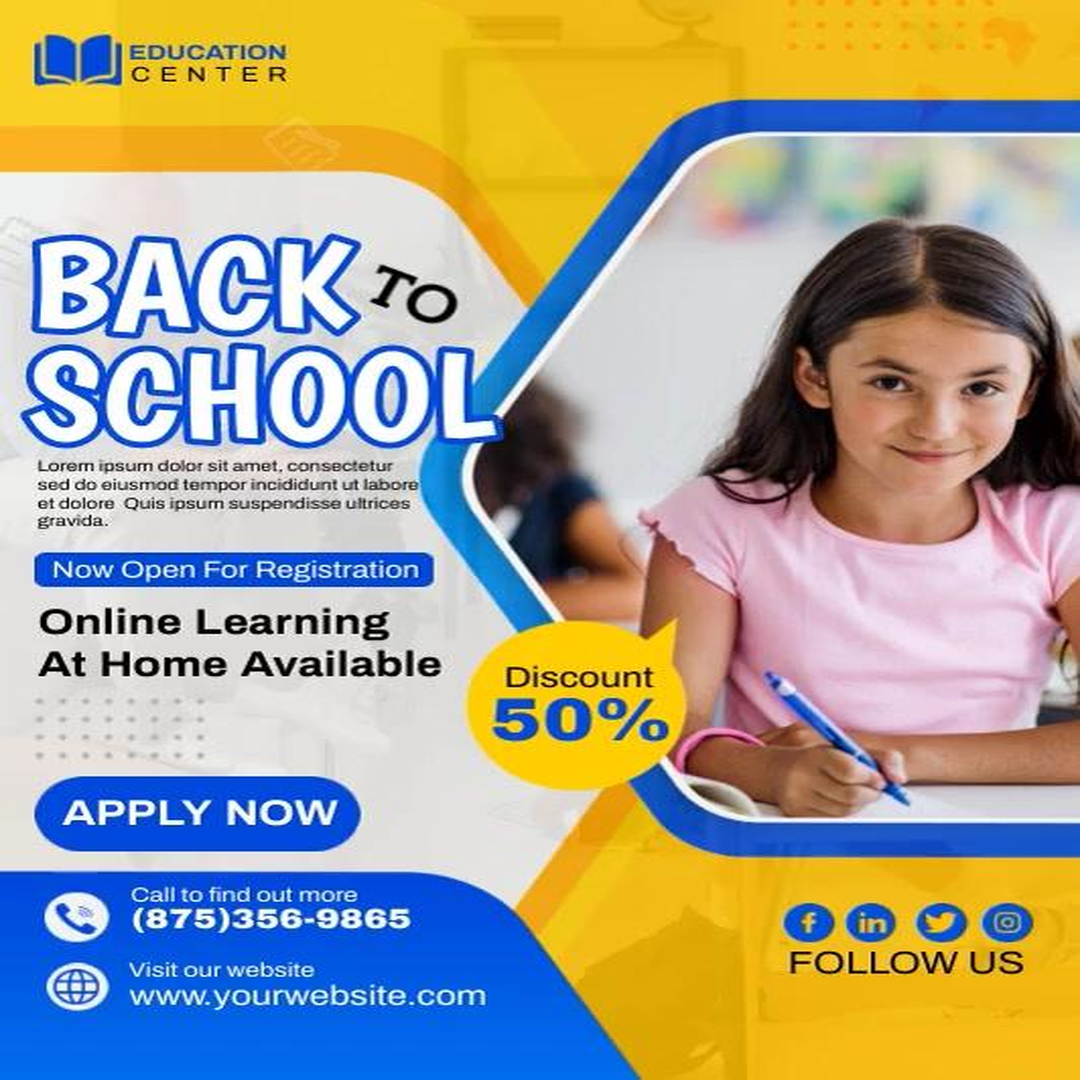 EDUCATION
CENTER
BACK TO
SCHOOL
Lorem ipsum dolor sit amet, consectetur
sed do eiusmod tempor incididunt ut labore
et dolore Quis ipsum suspendisse ultrices
gravida.
Now Open For Registration
Online Learning
At Home Available
Discount
50%
APPLY NOW
Call to find out more
(875)356-9865
Visit our website
www.yourwebsite.com
FOLLOW US